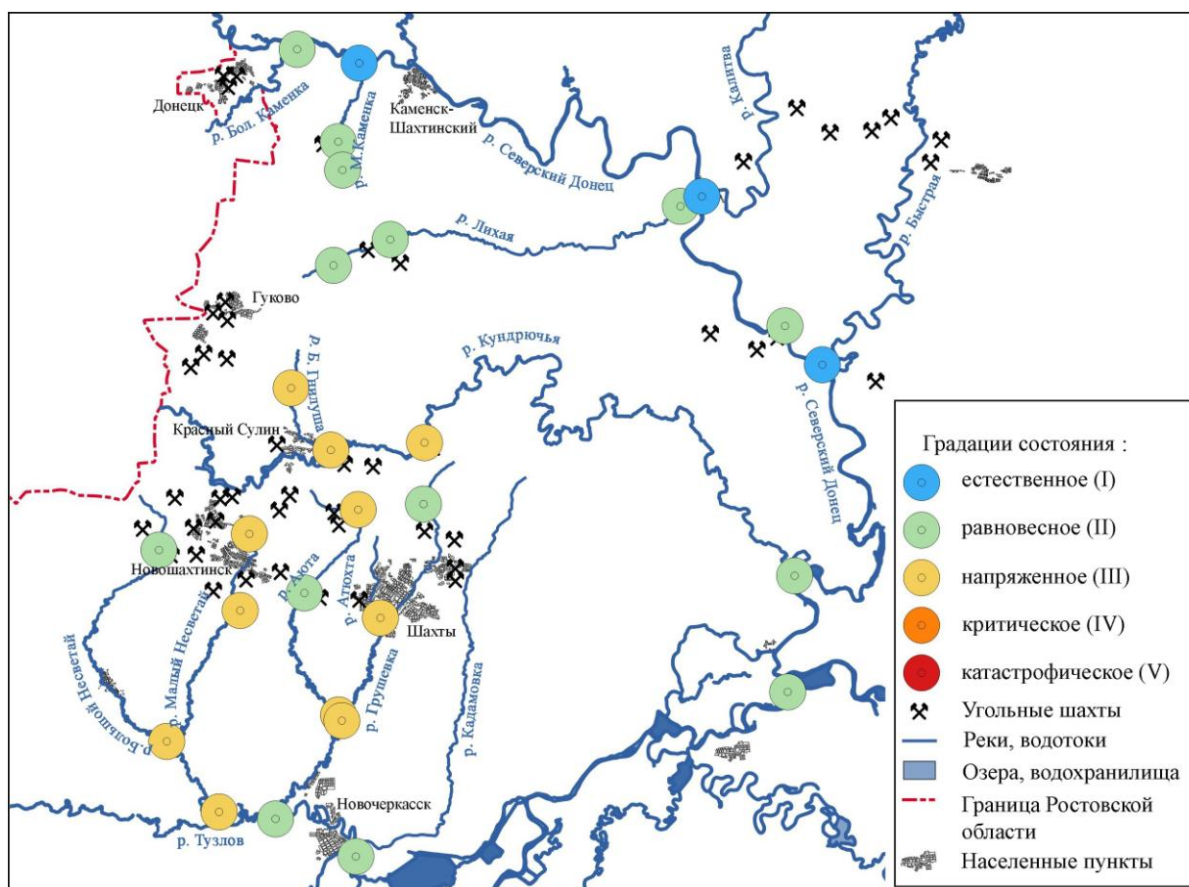 Донецк
р. Бол. Каменка
р. М.Каменка
Каменск-
Шахтинский
р. Северский Донец
р. Калитва
р. Быстрая
р. Лихая
Гуково
р. Б. Гнилуша
р. Кундрючья
Красный Сулин
р. Северский Донец
Новошахтинск
р. Аюта
р. Атюхта
Шахты
р. Малый Несветай
р.Большой Несветай
р. Грушевка
р. Кадамовка
Новочеркасск
р. Тузлов
Градации состояния :
естественное (I)
равновесное (II)
напряженное (III)
критическое (IV)
катастрофическое (V)
Угольные шахты
Реки, водотоки
Озера, водохранилища
Граница Ростовской
области
Населенные пункты